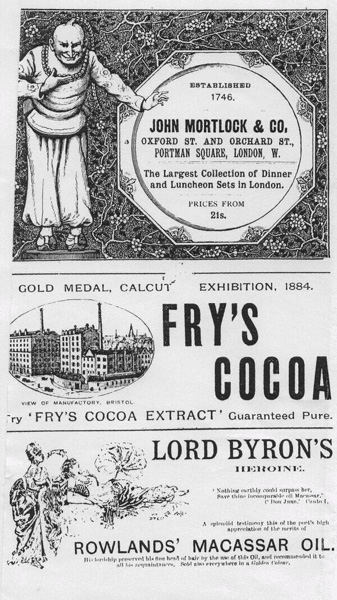 ESTABLISHED
1746.
JOHN MORTLOCK & CO,
OXFORD ST. AND ORCHARD ST.,
PORTMAN SQUARE, LONDON, W.
The Largest Collection of Dinner
and Luncheon Sets in London.
PRICES FROM
21s.
GOLD MEDAL, CALCUT EXHIBITION, 1884.
FRY'S
COCOA
VIEW OF MANUFACTORY, BRISTOL.
ry 'FRY'S COCOA EXTRACT' Guaranteed Pure.
LORD BYRON'S
HEROINE.
'Nothing earthly could surpass her,
Save thine incomparable oil Macassar,'
('Don Juan,' Canto I.
A splendid testimony this of the poet's high
appreciation of the merits of
ROWLANDS' MACASSAR OIL.
His lordship preserved his fine head of hair by the use of this Oil, and recommended it to
all his acquaintances. Sold also everywhere in a Golden Colour.